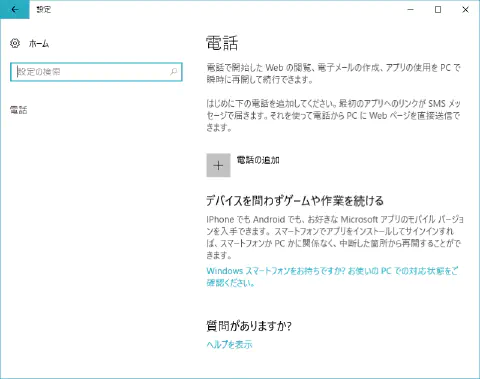 設定
ホーム
設定の検索
電話
電話
電話で開始した Web の閲覧、電子メールの作成、アプリの使用を PC で
瞬時に再開して続行できます。
はじめに下の電話を追加してください。最初のアプリへのリンクが SMS メッ
セージで届きます。それを使って電話から PC に Web ページを直接送信で
きます。
電話の追加
デバイスを問わずゲームや作業を続ける
iPhone でも Android でも、お好きな Microsoft アプリのモバイル バージョ
ンを入手できます。スマートフォンでアプリをインストールしてサインインすれ
ば、スマートフォンか PC かに関係なく、中断した箇所から再開することがで
きます。
Windows スマートフォンをお持ちですか? お使いの PC での対応状態をご
確認ください。
質問がありますか?
ヘルプを表示